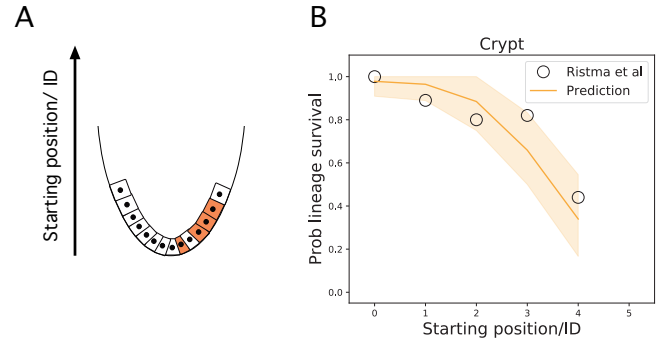 A
Starting position/ ID
B
Crypt
Prob lineage survival
1.0
0.8
0.6
0.4
0.2
0.0
Ristma et al
Prediction
0 1 2 3 4 5
Starting position/ID